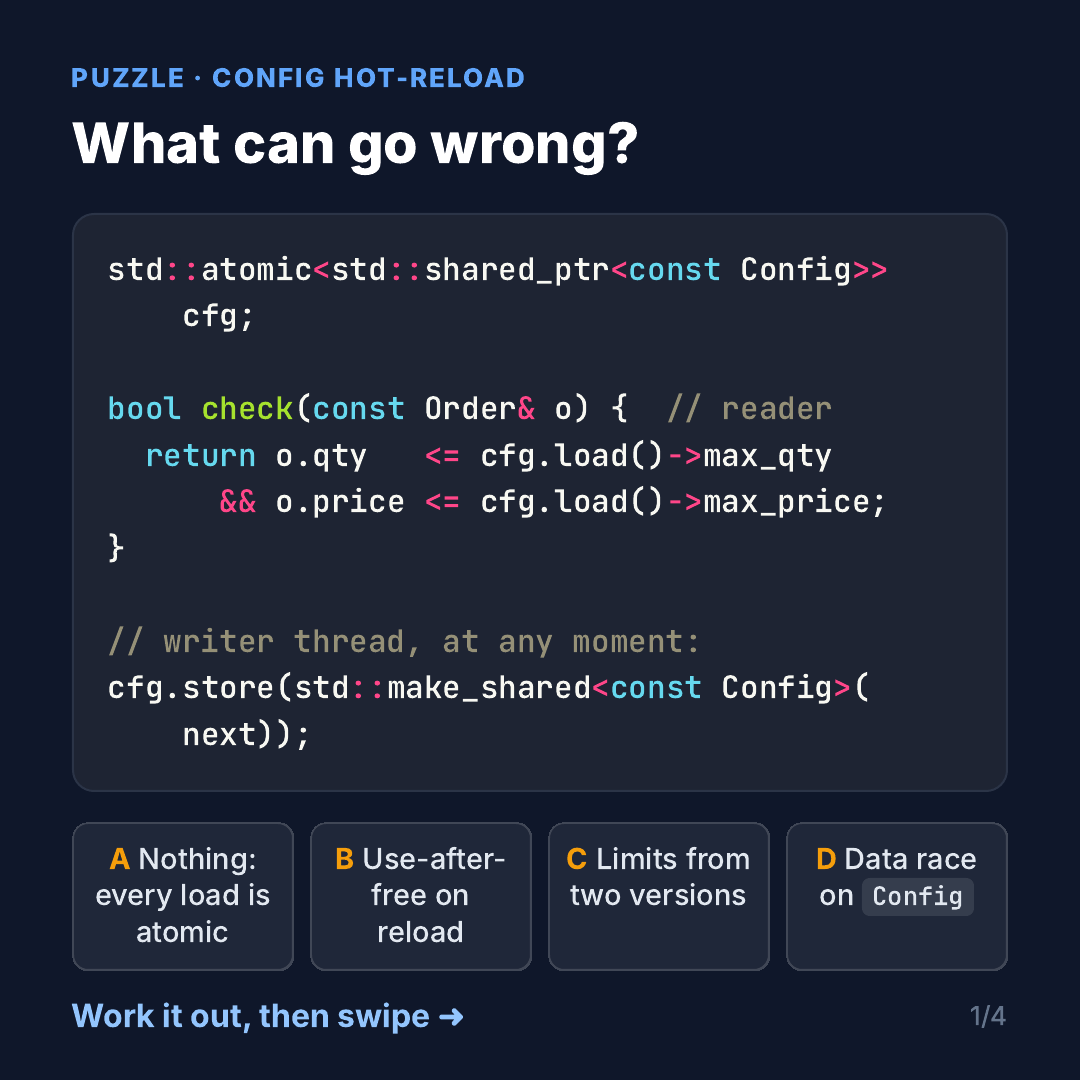 PUZZLE · CONFIG HOT-RELOAD
What can go wrong?
std::atomic<std::shared_ptr<const Config>>
    cfg;
bool check(const Order& o) {  // reader
  return o.qty   <= cfg.load()->max_qty
      && o.price <= cfg.load()->max_price;
}
// writer thread, at any moment:
cfg.store(std::make_shared<const Config>(
    next));
A Nothing:
every load is
atomic
B Use-after-
free on
reload
C Limits from
two versions
D Data race
on Config
Work it out, then swipe ➜
1/4